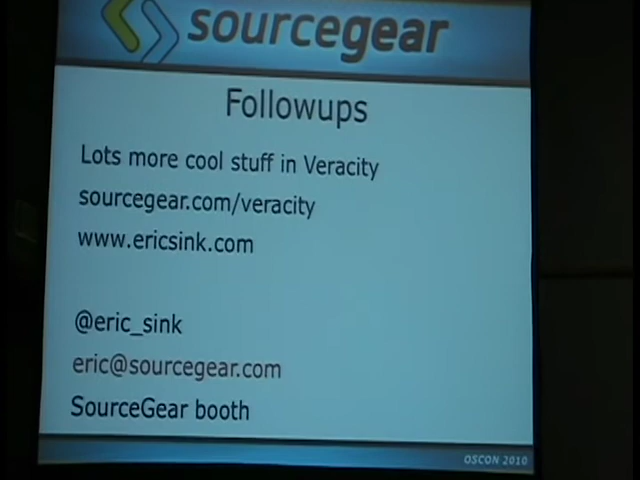 sourcegear
Followups
Lots more cool stuff in Veracity
sourcegear.com/veracity
www.ericsink.com
@eric_sink
eric@sourcegear.com
SourceGear booth
OSCON 2010